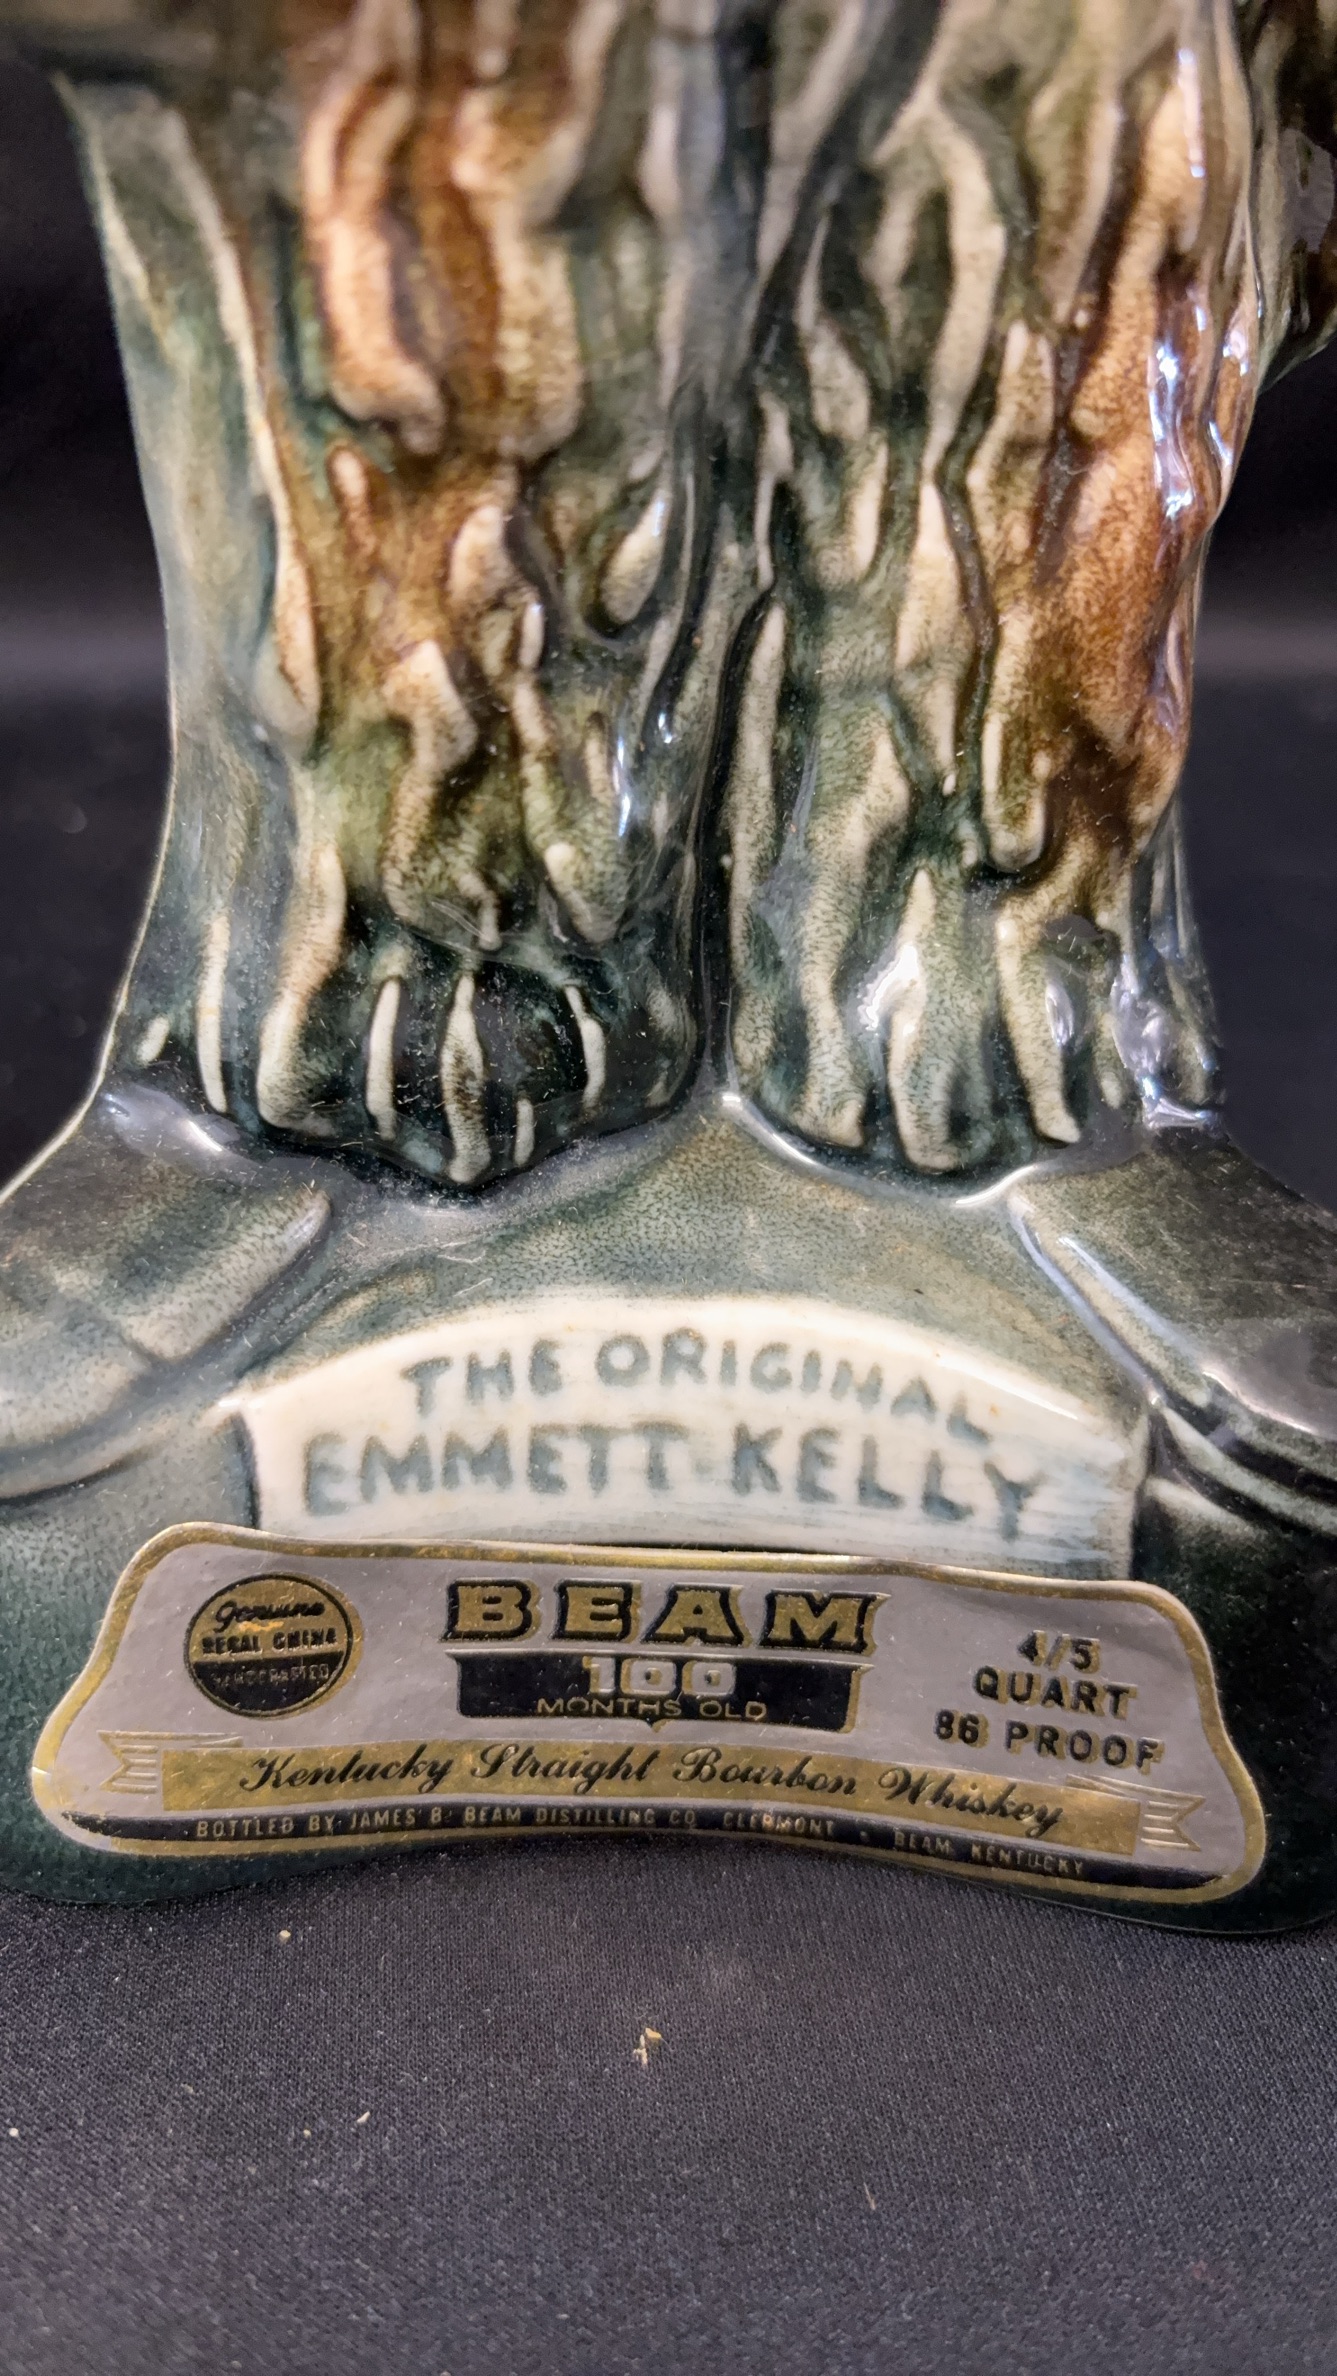 THE ORIGINAL
EMMETT KELLY
Genuine
REGAL CHINA
HANDCRAFTED
BEAM
100
MONTHS OLD
4/5
QUART
86 PROOF
Kentucky Straight Bourbon Whiskey
BOTTLED BY JAMES B. BEAM DISTILLING CO. CLERMONT • BEAM, KENTUCKY